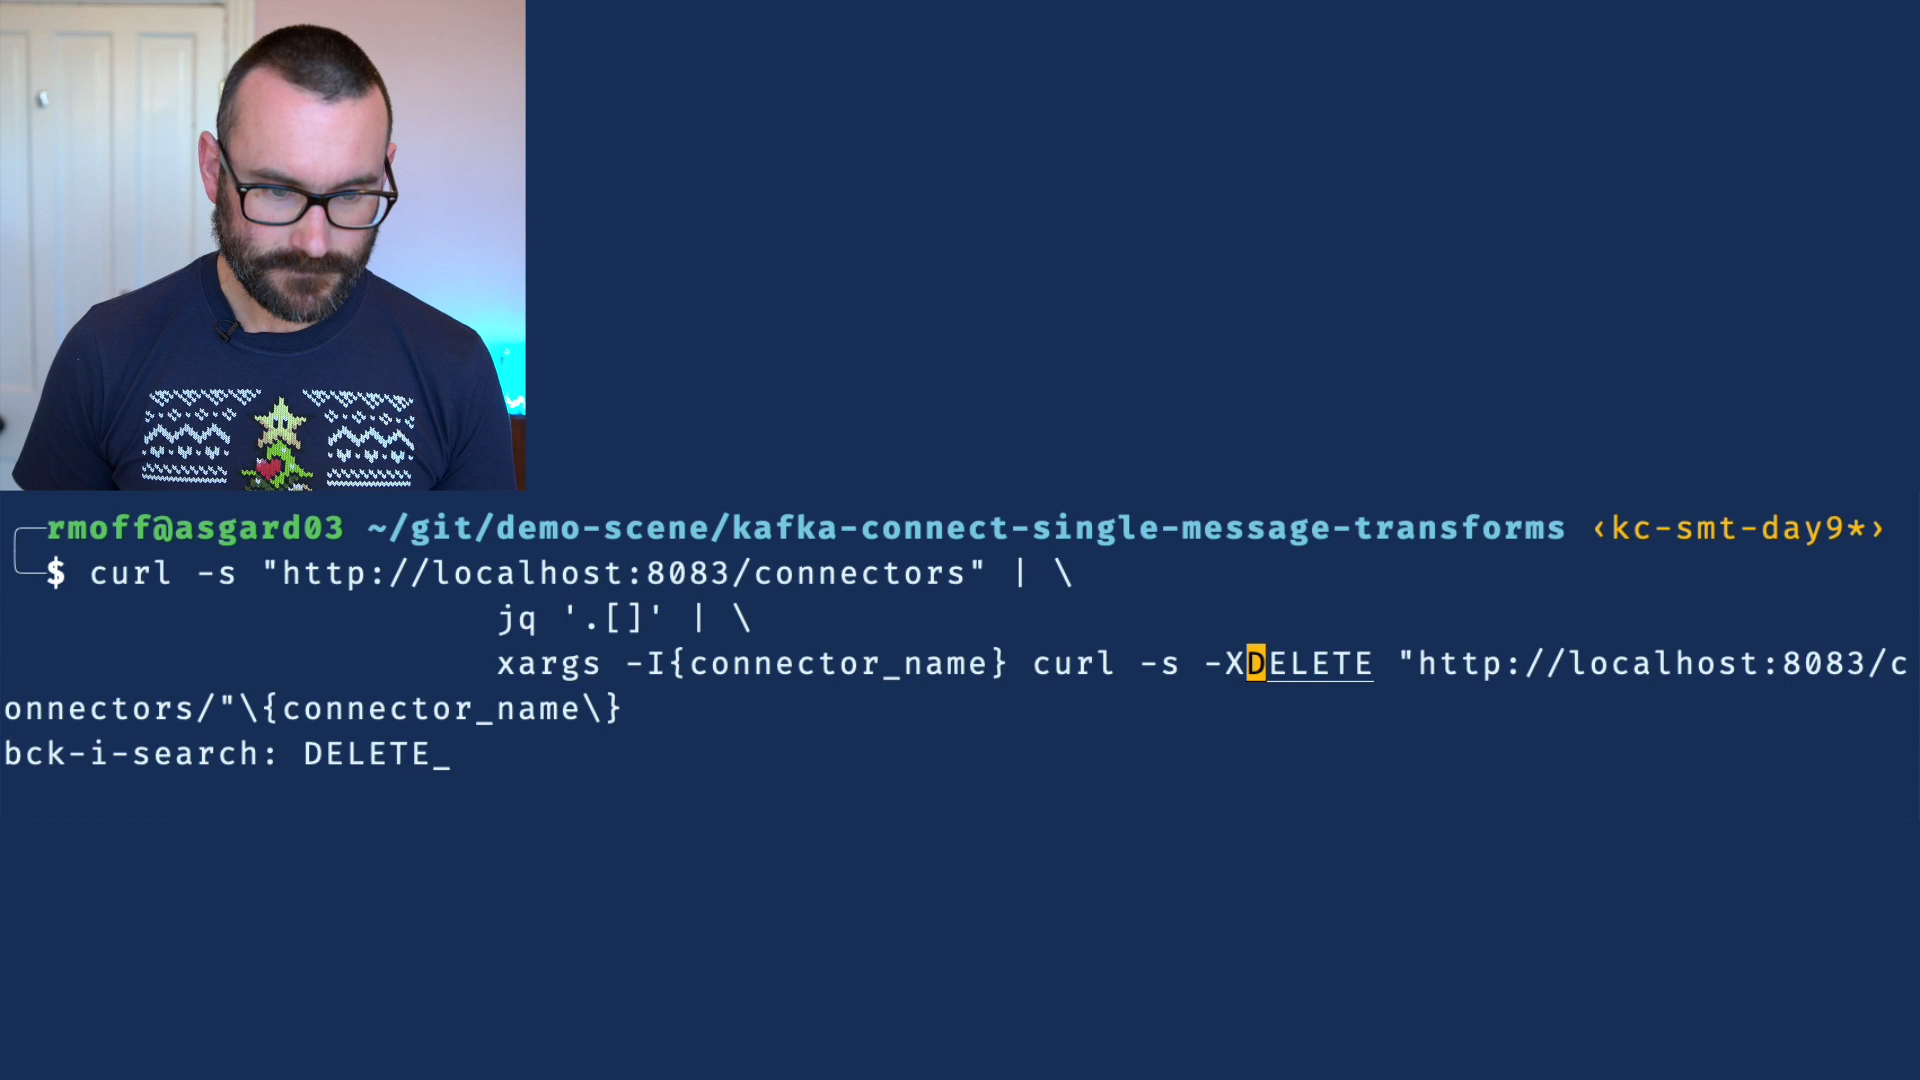 rmoff@asgard03 ~/git/demo-scene/kafka-connect-single-message-transforms ‹kc-smt-day9*›
$ curl -s "http://localhost:8083/connectors" | \
jq '.[]' | \
xargs -I{connector_name} curl -s -XDELETE "http://localhost:8083/c
onnectors/"\{connector_name\}
bck-i-search: DELETE_